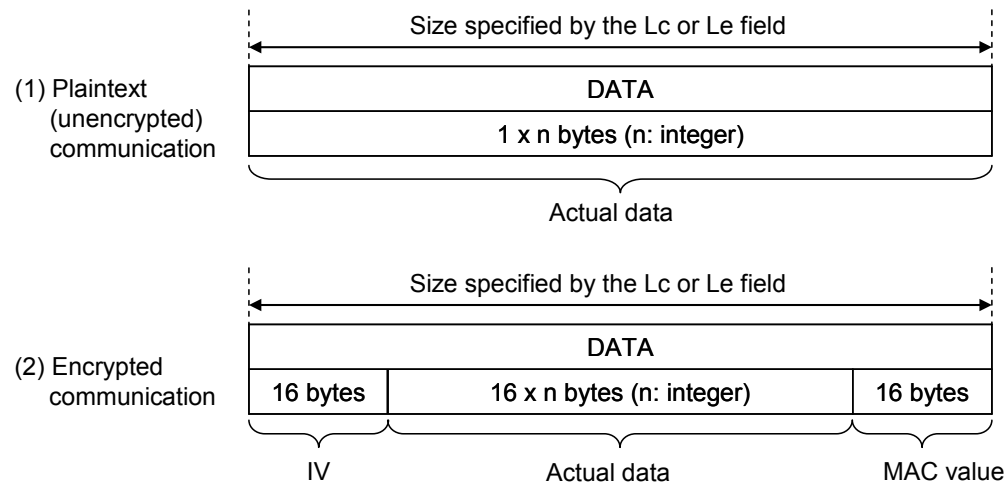 Size specified by the Lc or Le field
(1) Plaintext
(unencrypted)
communication
DATA
1 x n bytes (n: integer)
Actual data
Size specified by the Lc or Le field
(2) Encrypted
communication
DATA
16 bytes
16 x n bytes (n: integer)
16 bytes
IV
Actual data
MAC value